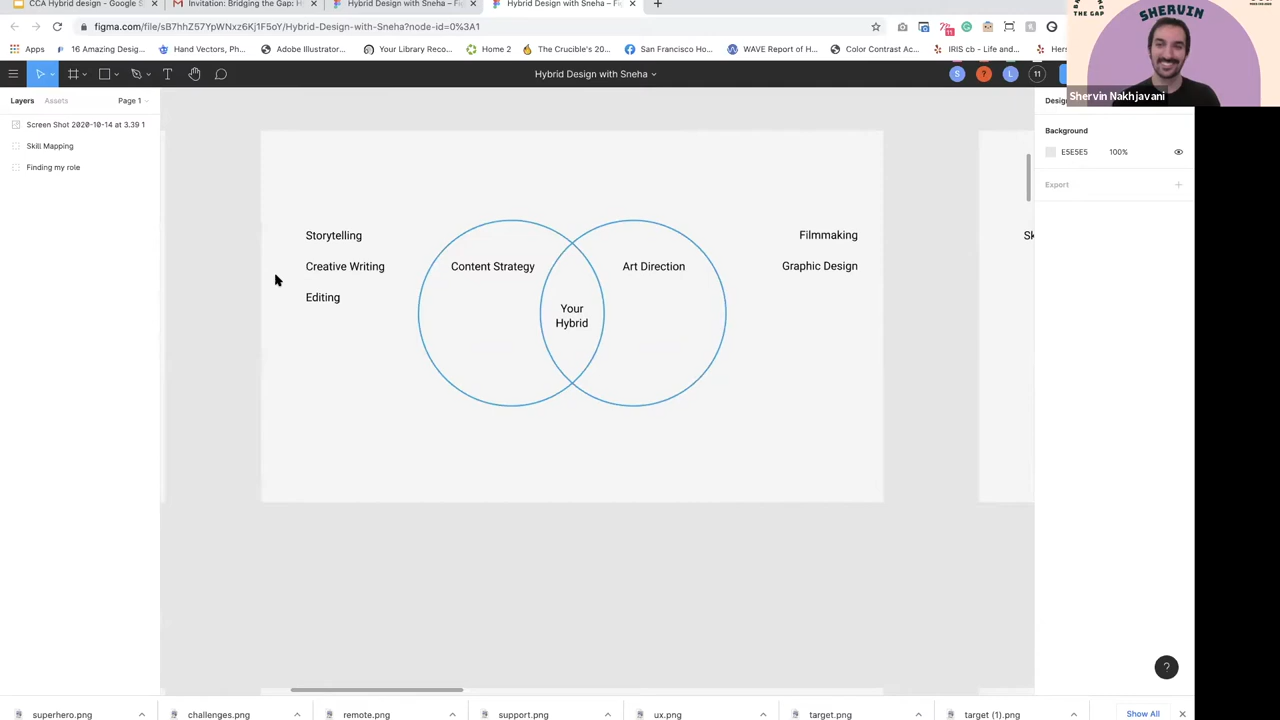 CCA Hybrid design - Google S
Invitation: Bridging the Gap: H
Hybrid Design with Sneha – Fi
Hybrid Design with Sneha – Fig
figma.com/file/sB7hhZ57YpWNxz6Kj1F5oY/Hybrid-Design-with-Sneha?node-id=0%3A1
11
Apps
16 Amazing Desig...
Hand Vectors, Ph...
Adobe Illustrator...
Your Library Reco...
Home 2
The Crucible's 20...
San Francisco Ho...
WAVE Report of H...
Color Contrast Ac...
IRIS cb - Life and...
Hers
THE GAP
SHERVIN
Shervin Nakhjavani
Hybrid Design with Sneha
S
?
L
11
Layers
Assets
Page 1
Desig
Screen Shot 2020-10-14 at 3.39 1
Skill Mapping
Finding my role
Background
E5E5E5
100%
Export
Storytelling
Creative Writing
Editing
Content Strategy
Your
Hybrid
Art Direction
Filmmaking
Graphic Design
Sk
?
superhero.png
challenges.png
remote.png
support.png
ux.png
target.png
target (1).png
Show All